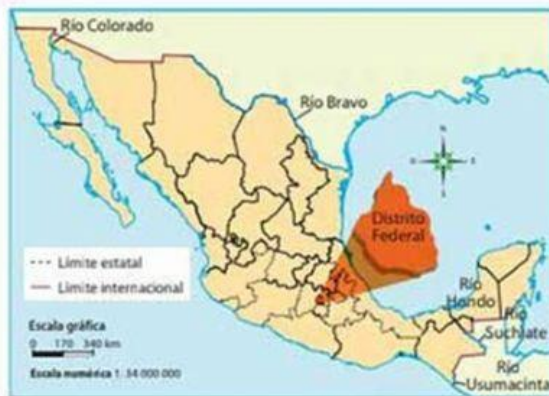 Río Colorado
Río Bravo
N
O
E
S
Distrito
Federal
Límite estatal
Límite internacional
Escala gráfica
0 170 340 km
Escala numérica 1: 34 000 000
Río
Hondo
Río
Suchiate
Río
Usumacinta